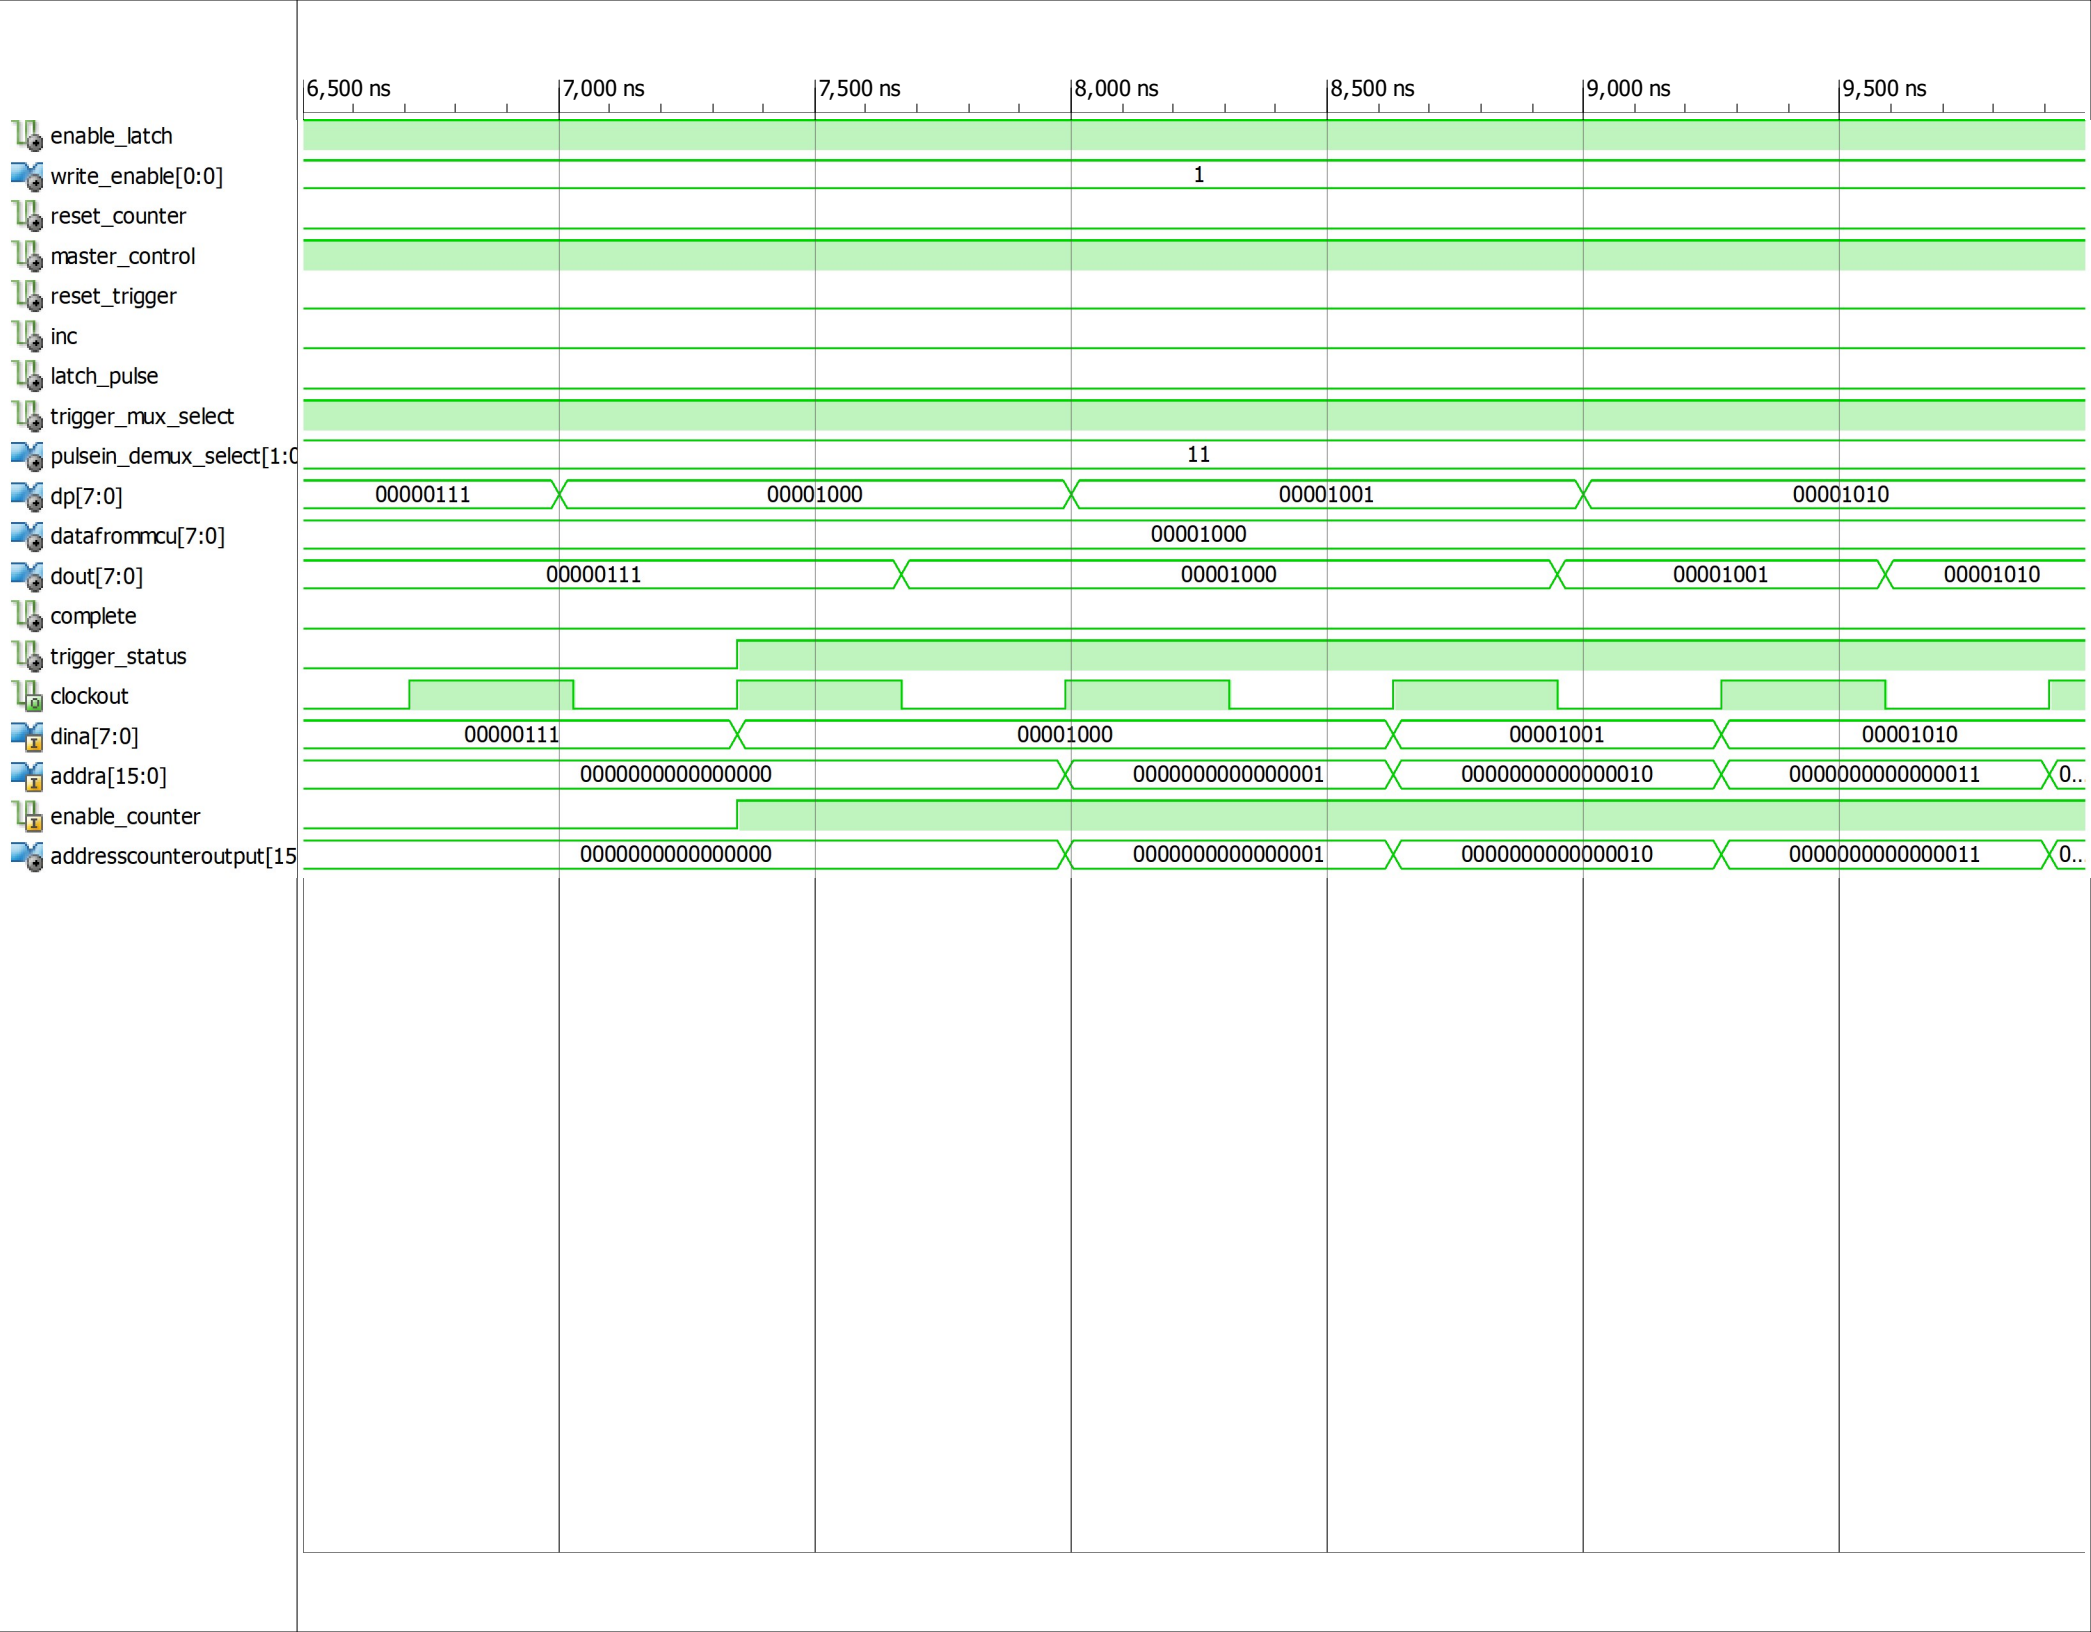 6,500 ns 7,000 ns 7,500 ns 8,000 ns 8,500 ns 9,000 ns 9,500 ns
enable_latch
write_enable[0:0] 1
reset_counter
master_control
reset_trigger
inc
latch_pulse
trigger_mux_select
pulsein_demux_select[1:0 11
dp[7:0] 00000111 00001000 00001001 00001010
datafrommcu[7:0] 00001000
dout[7:0] 00000111 00001000 00001001 00001010
complete
trigger_status
clockout
dina[7:0] 00000111 00001000 00001001 00001010
addra[15:0] 0000000000000000 0000000000000001 0000000000000010 0000000000000011 0...
enable_counter
addresscounteroutput[15 0000000000000000 0000000000000001 0000000000000010 0000000000000011 0...